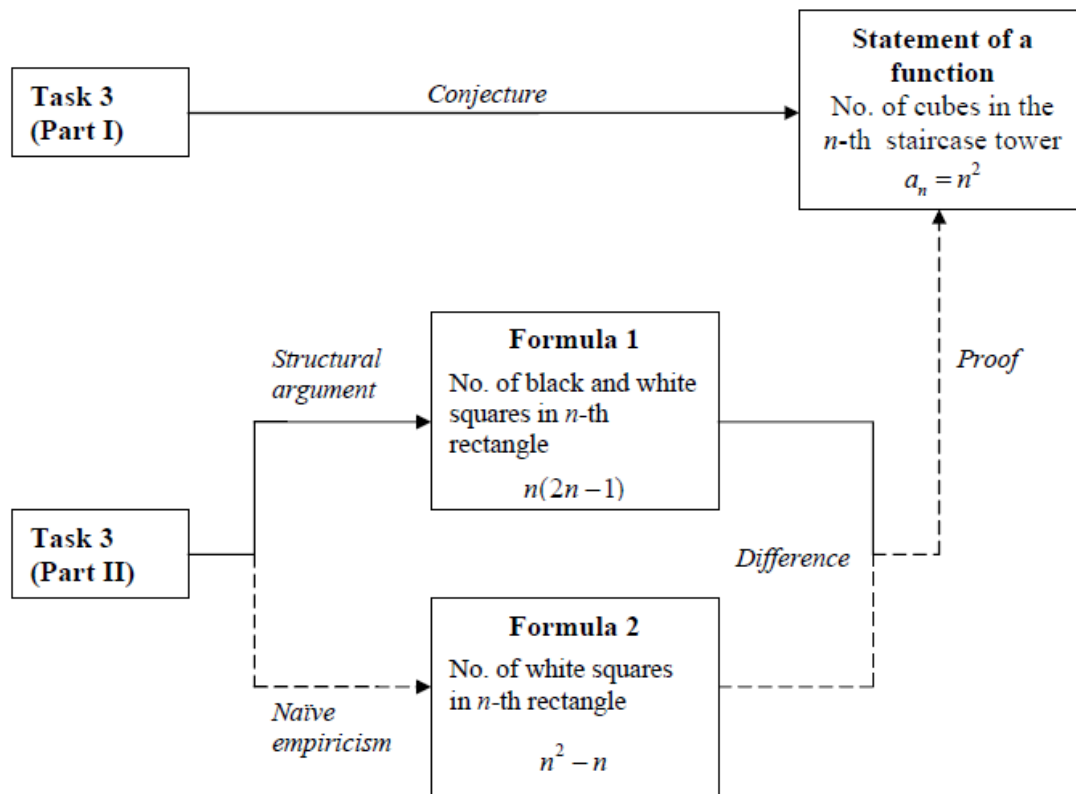 Task 3
(Part I)
Conjecture
Statement of a
function
No. of cubes in the
n-th staircase tower
aₙ = n²
Structural
argument
Formula 1
No. of black and white
squares in n-th
rectangle
n(2n−1)
Proof
Task 3
(Part II)
Difference
Naïve
empiricism
Formula 2
No. of white squares
in n-th rectangle
n² − n